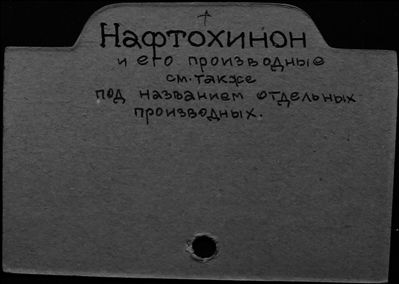 Нафтохинон
и его производные
см. также
под названием отдельных
производных.